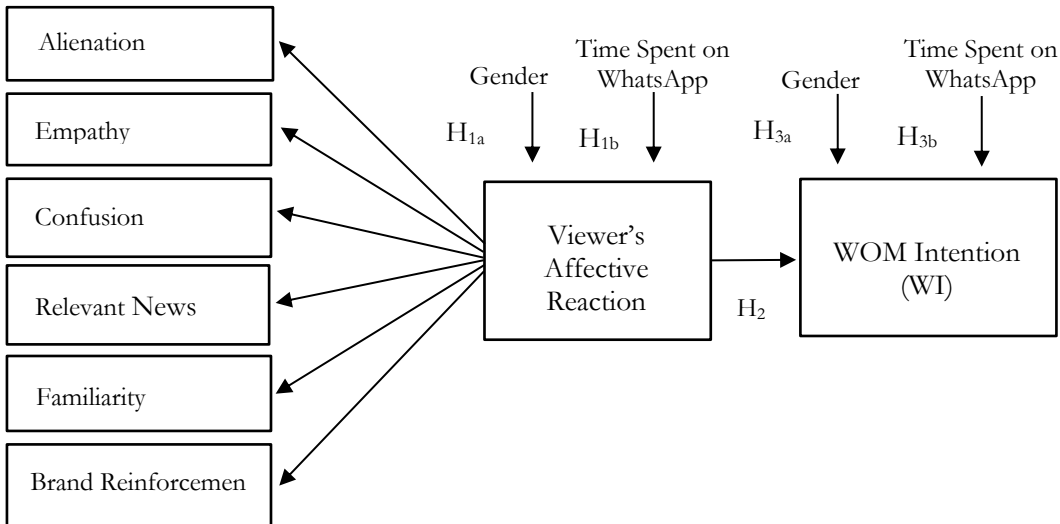 Alienation
Empathy
Confusion
Relevant News
Familiarity
Brand Reinforcemen
Gender
Time Spent on
WhatsApp
H1a
H1b
Viewer's
Affective
Reaction
H2
Gender
Time Spent on
WhatsApp
H3a
H3b
WOM Intention
(WI)